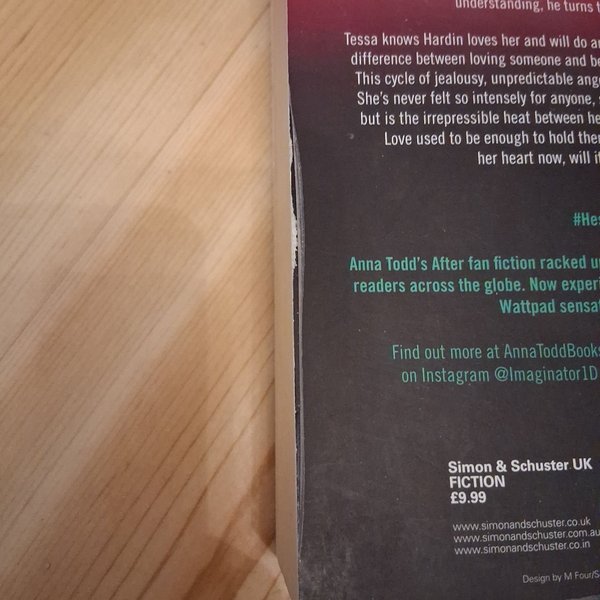 understanding, he turns t
Tessa knows Hardin loves her and will do
difference between loving someone and be
This cycle of jealousy, unpredictable ang
She's never felt so intensely for anyone,
but is the irrepressible heat between he
Love used to be enough to hold ther
her heart now, will i
#Hes
Anna Todd's After fan fiction racked up
readers across the globe. Now experi
Wattpad sensat
Find out more at AnnaToddBooks
on Instagram @Imaginator1D
Simon & Schuster UK
FICTION
£9.99
www.simonandschuster.co.uk
www.simonandschuster.com.au
www.simonandschuster.co.in
Design by M Four/S